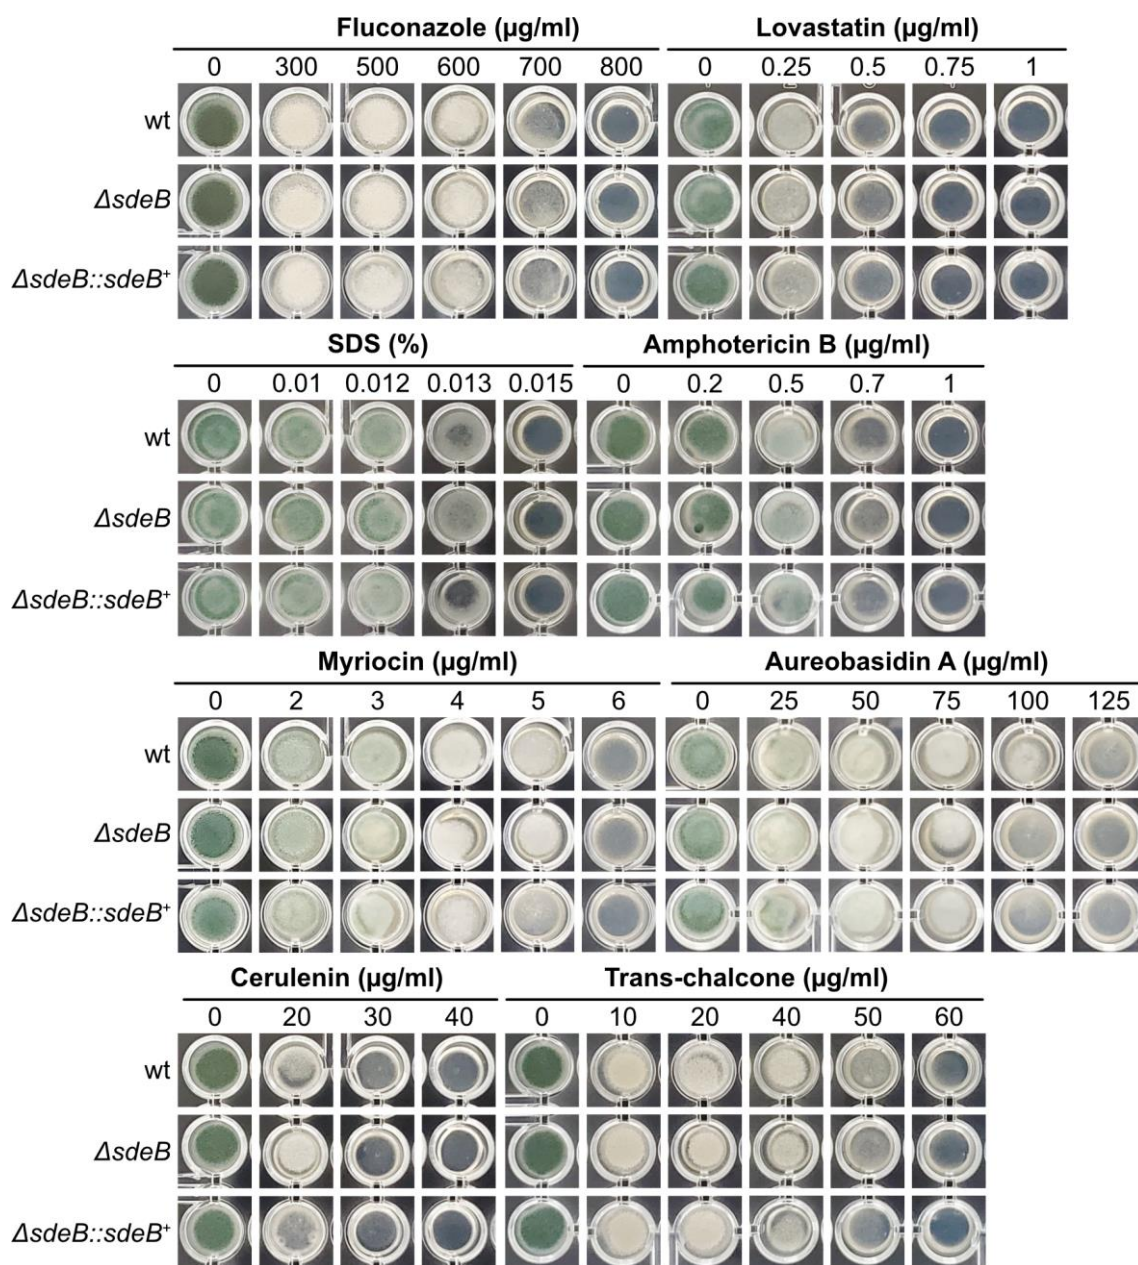 Fluconazole (µg/ml) Lovastatin (µg/ml)
0 300 500 600 700 800 0 0.25 0.5 0.75 1
wt
ΔsdeB
ΔsdeB::sdeB⁺
SDS (%) Amphotericin B (µg/ml)
0 0.01 0.012 0.013 0.015 0 0.2 0.5 0.7 1
wt
ΔsdeB
ΔsdeB::sdeB⁺
Myriocin (µg/ml) Aureobasidin A (µg/ml)
0 2 3 4 5 6 0 25 50 75 100 125
wt
ΔsdeB
ΔsdeB::sdeB⁺
Cerulenin (µg/ml) Trans-chalcone (µg/ml)
0 20 30 40 0 10 20 40 50 60
wt
ΔsdeB
ΔsdeB::sdeB⁺